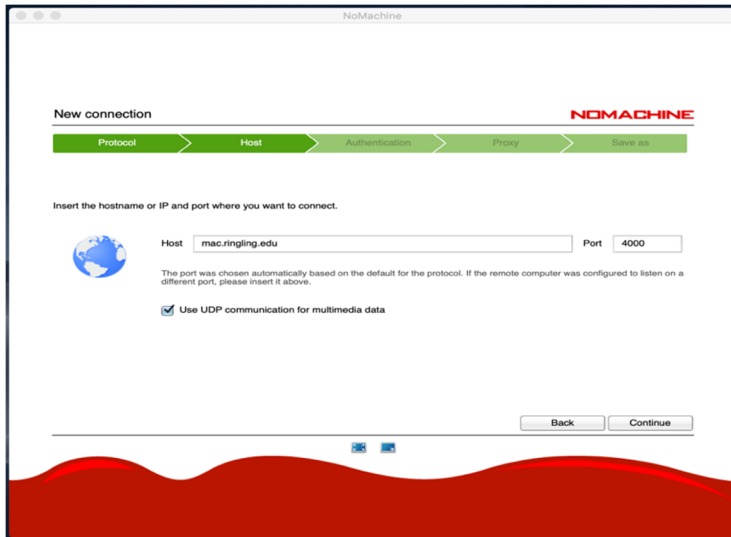 NoMachine
New connection
NOMACHINE
Protocol
Host
Authentication
Proxy
Save as
Insert the hostname or IP and port where you want to connect.
Host mac.ringling.edu Port 4000
The port was chosen automatically based on the default for the protocol. If the remote computer was configured to listen on a
different port, please insert it above.
Use UDP communication for multimedia data
Back
Continue